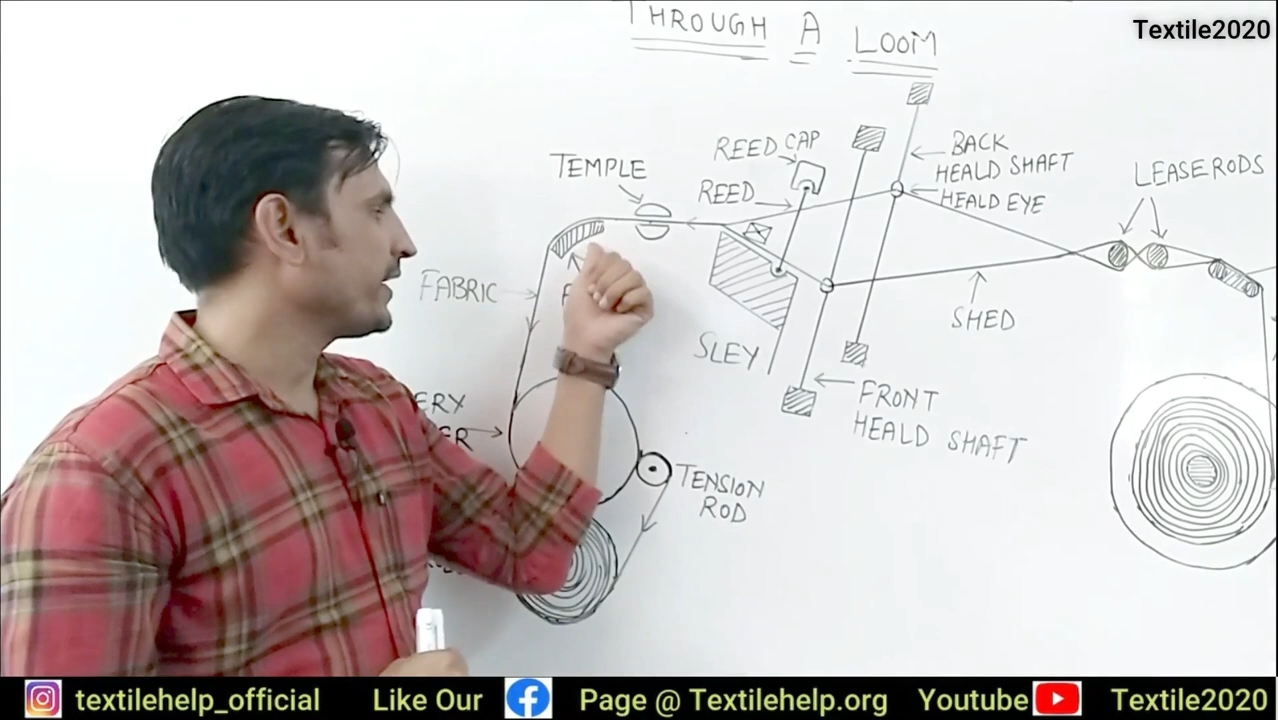 Textile2020
THROUGH A LOOM
REED CAP
BACK
HEALD SHAFT
HEALD EYE
LEASE RODS
TEMPLE
REED
FABRIC
SHED
SLEY
FRONT
HEALD SHAFT
TENSION
ROD
textilehelp_official Like Our Page @ Textilehelp.org Youtube Textile2020